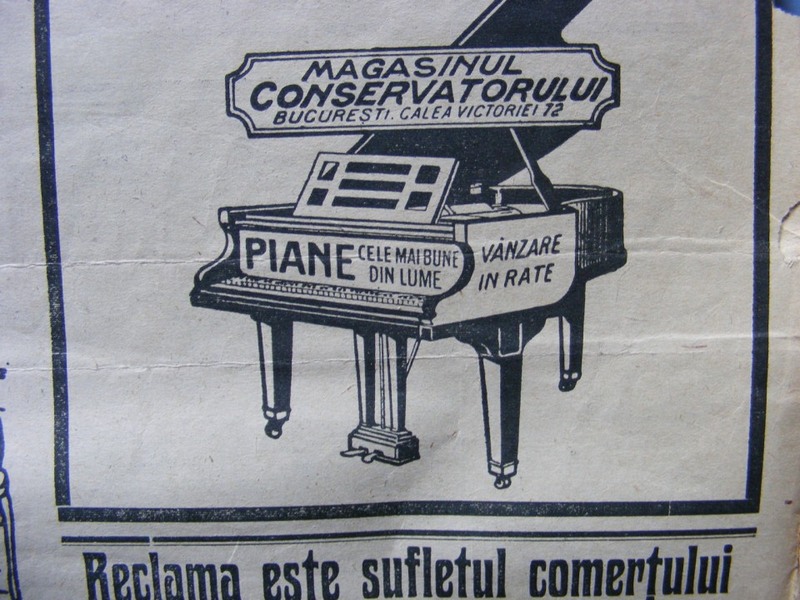 MAGASINUL
CONSERVATORULUI
BUCUREȘTI. CALEA VICTORIEI 72
PIANE
CELE MAI BUNE
DIN LUME
VÂNZARE
IN RATE
Reclama este sufletul comerțului